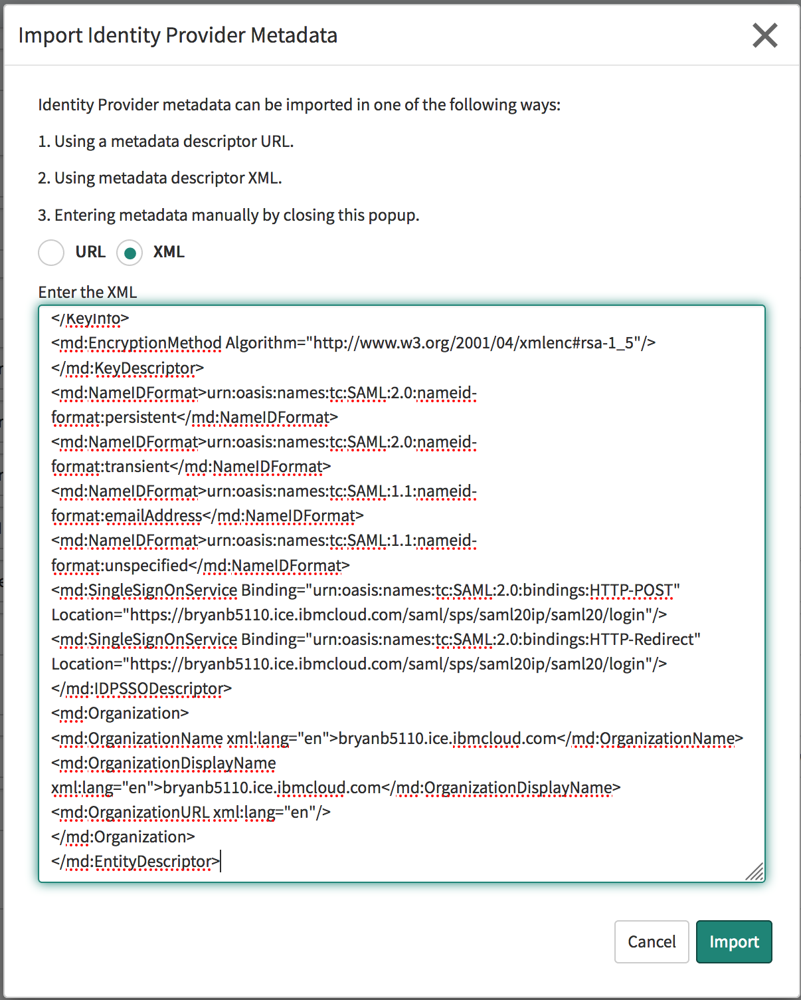 Import Identity Provider Metadata
Identity Provider metadata can be imported in one of the following ways:
1. Using a metadata descriptor URL.
2. Using metadata descriptor XML.
3. Entering metadata manually by closing this popup.
URL XML
Enter the XML
</KeyInfo>
<md:EncryptionMethod Algorithm="http://www.w3.org/2001/04/xmlenc#rsa-1_5"/>
</md:KeyDescriptor>
<md:NameIDFormat>urn:oasis:names:tc:SAML:2.0:nameid-
format:persistent</md:NameIDFormat>
<md:NameIDFormat>urn:oasis:names:tc:SAML:2.0:nameid-
format:transient</md:NameIDFormat>
<md:NameIDFormat>urn:oasis:names:tc:SAML:1.1:nameid-
format:emailAddress</md:NameIDFormat>
<md:NameIDFormat>urn:oasis:names:tc:SAML:1.1:nameid-
format:unspecified</md:NameIDFormat>
<md:SingleSignOnService Binding="urn:oasis:names:tc:SAML:2.0:bindings:HTTP-POST"
Location="https://bryanb5110.ice.ibmcloud.com/saml/sps/saml20ip/saml20/login"/>
<md:SingleSignOnService Binding="urn:oasis:names:tc:SAML:2.0:bindings:HTTP-Redirect"
Location="https://bryanb5110.ice.ibmcloud.com/saml/sps/saml20ip/saml20/login"/>
</md:IDPSSODescriptor>
<md:Organization>
<md:OrganizationName xml:lang="en">bryanb5110.ice.ibmcloud.com</md:OrganizationName>
<md:OrganizationDisplayName
xml:lang="en">bryanb5110.ice.ibmcloud.com</md:OrganizationDisplayName>
<md:OrganizationURL xml:lang="en"/>
</md:Organization>
</md:EntityDescriptor>
Cancel Import